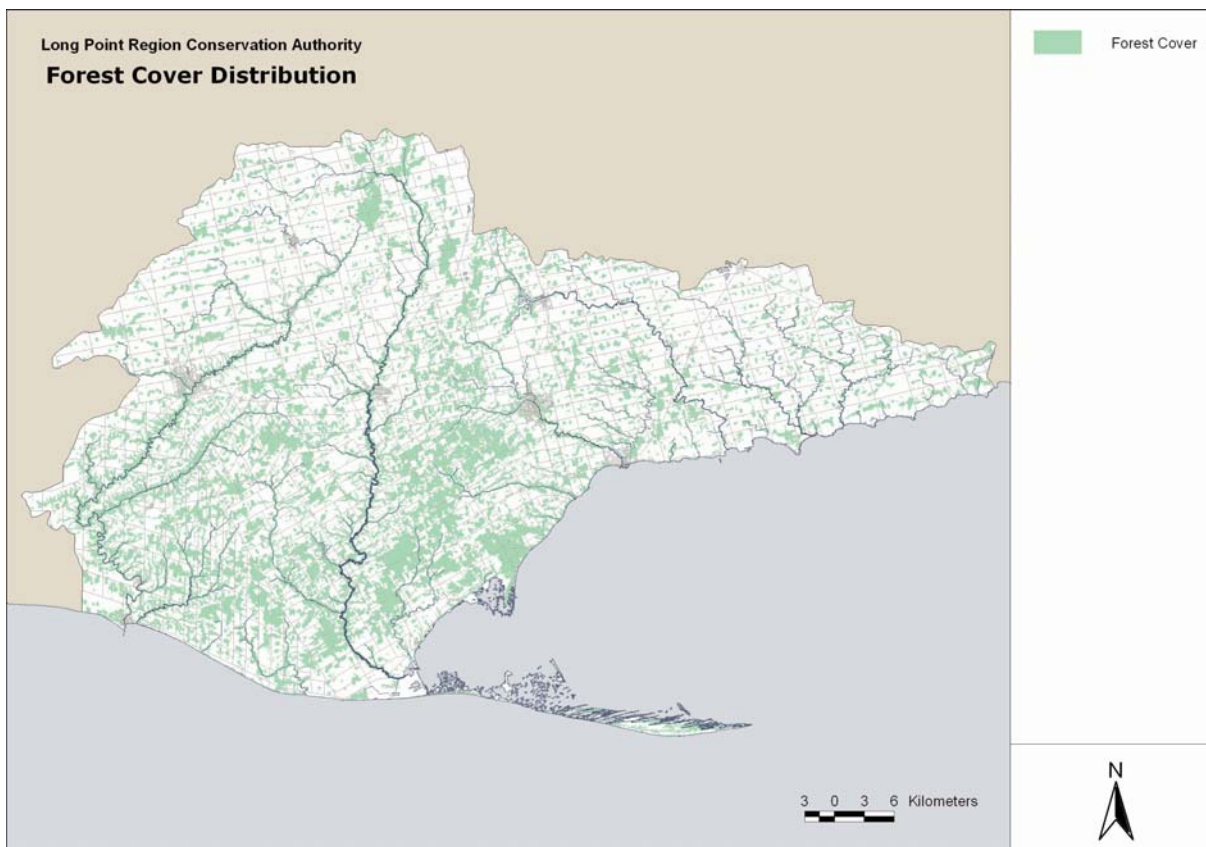 Long Point Region Conservation Authority
Forest Cover Distribution
Forest Cover
3 0 3 6 Kilometers
N